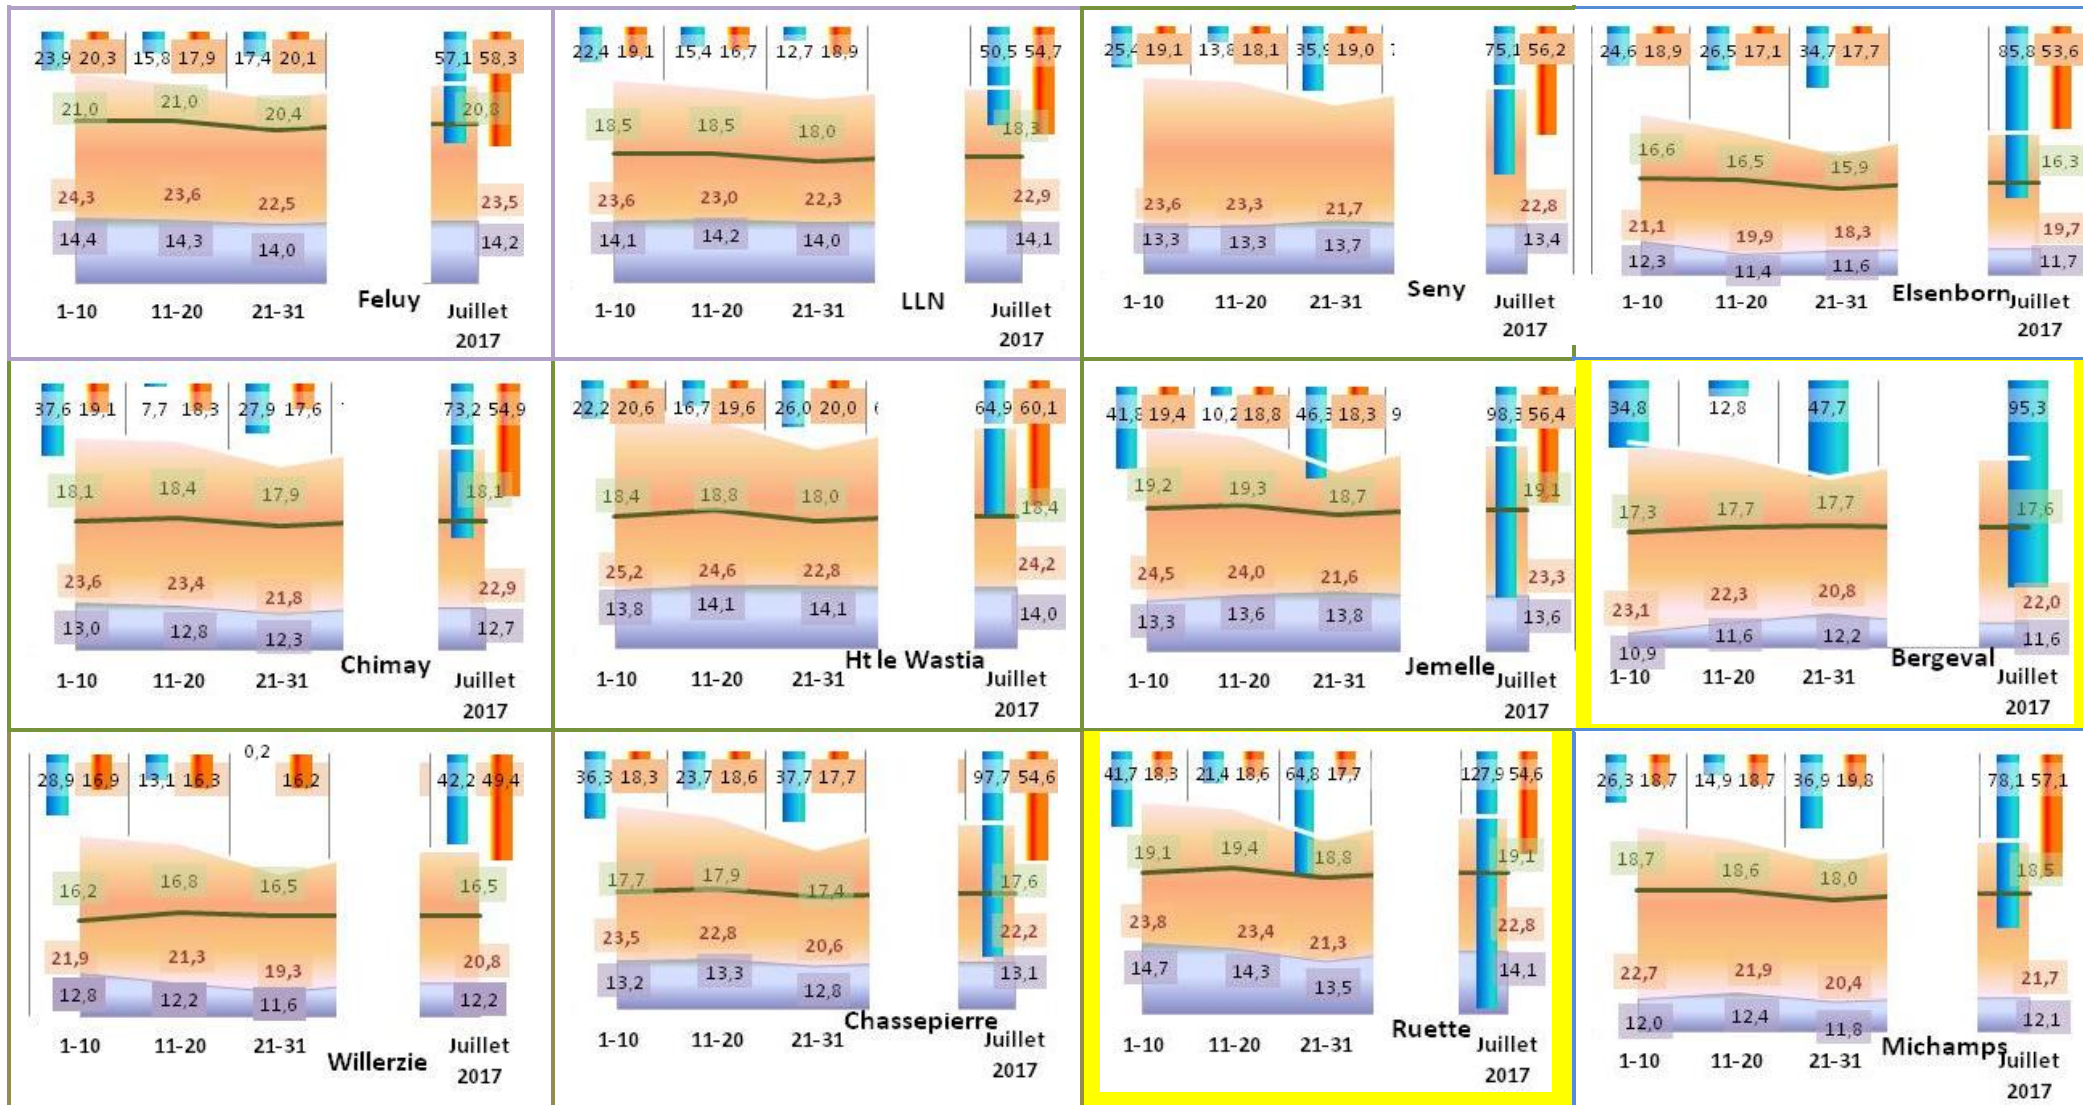 23,9 20,3 15,8 17,9 17,4 20,1 57,1 58,3
21,0 21,0 20,4 20,8
24,3 23,6 22,5 23,5
14,4 14,3 14,0 14,2
Feluy
1-10 11-20 21-31 Juillet
2017
22,4 19,1 15,4 16,7 12,7 18,9 50,5 54,7
18,5 18,5 18,0 18,3
23,6 23,0 22,3 22,9
14,1 14,2 14,0 14,1
LLN
1-10 11-20 21-31 Juillet
2017
25,4 19,1 13,8 18,1 35,9 19,0 75,1 56,2
23,6 23,3 21,7 22,8
13,3 13,3 13,7 13,4
Seny
1-10 11-20 21-31 Juillet
2017
24,6 18,9 26,5 17,1 34,7 17,7 85,8 53,6
16,6 16,5 15,9 16,3
21,1 19,9 18,3 19,7
12,3 11,4 11,6 11,7
Elsenborn
1-10 11-20 21-31 Juillet
2017
37,6 19,1 7,7 18,3 27,9 17,6 73,2 54,9
18,1 18,4 17,9 18,1
23,6 23,4 21,8 22,9
13,0 12,8 12,3 12,7
Chimay
1-10 11-20 21-31 Juillet
2017
22,2 20,6 16,7 19,6 26,0 20,0 64,9 60,1
18,4 18,8 18,0 18,4
25,2 24,6 22,8 24,2
13,8 14,1 14,1 14,0
Ht le Wastia
1-10 11-20 21-31 Juillet
2017
41,8 19,4 10,2 18,8 46,3 18,3 9 98,3 56,4
19,2 19,3 18,7 19,1
24,5 24,0 21,6 23,3
13,3 13,6 13,8 13,6
Jemelle
1-10 11-20 21-31 Juillet
2017
34,8 12,8 47,7 95,3
17,3 17,7 17,7 17,6
23,1 22,3 20,8 22,0
10,9 11,6 12,2 11,6
Bergeval
1-10 11-20 21-31 Juillet
2017
0,2
28,9 16,9 13,1 16,3 16,2 42,2 49,4
16,2 16,8 16,5 16,5
21,9 21,3 19,3 20,8
12,8 12,2 11,6 12,2
Willerzie
1-10 11-20 21-31 Juillet
2017
36,3 18,3 23,7 18,6 37,7 17,7 97,7 54,6
17,7 17,9 17,4 17,6
23,5 22,8 20,6 22,2
13,2 13,3 12,8 13,1
Chassepierre
1-10 11-20 21-31 Juillet
2017
41,7 18,3 21,4 18,6 64,8 17,7 127,9 54,6
19,1 19,4 18,8 19,1
23,8 23,4 21,3 22,8
14,7 14,3 13,5 14,1
Ruette
1-10 11-20 21-31 Juillet
2017
26,3 18,7 14,9 18,7 36,9 19,8 78,1 57,1
18,7 18,6 18,0 18,5
22,7 21,9 20,4 21,7
12,0 12,4 11,8 12,1
Michamps
1-10 11-20 21-31 Juillet
2017